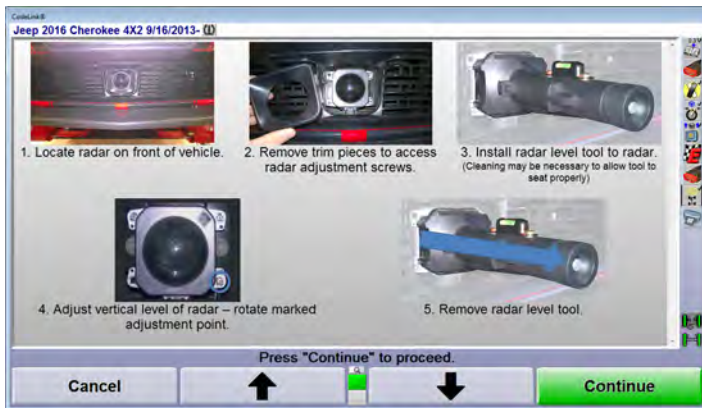 CodeLink®
Jeep 2016 Cherokee 4X2 9/16/2013- (1)
1. Locate radar on front of vehicle.
2. Remove trim pieces to access
radar adjustment screws.
3. Install radar level tool to radar.
(Cleaning may be necessary to allow tool to
seat properly)
4. Adjust vertical level of radar – rotate marked
adjustment point.
5. Remove radar level tool.
Press "Continue" to proceed.
Cancel
Continue